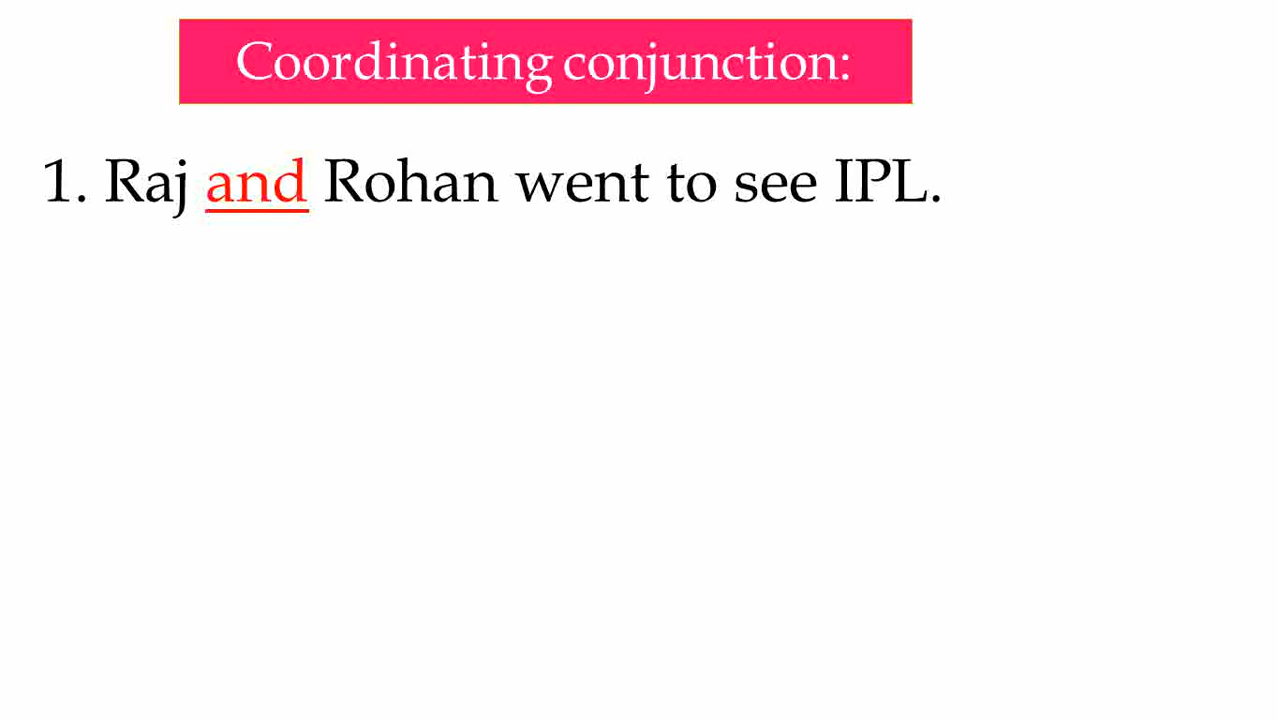 Coordinating conjunction:
1. Raj and Rohan went to see IPL.